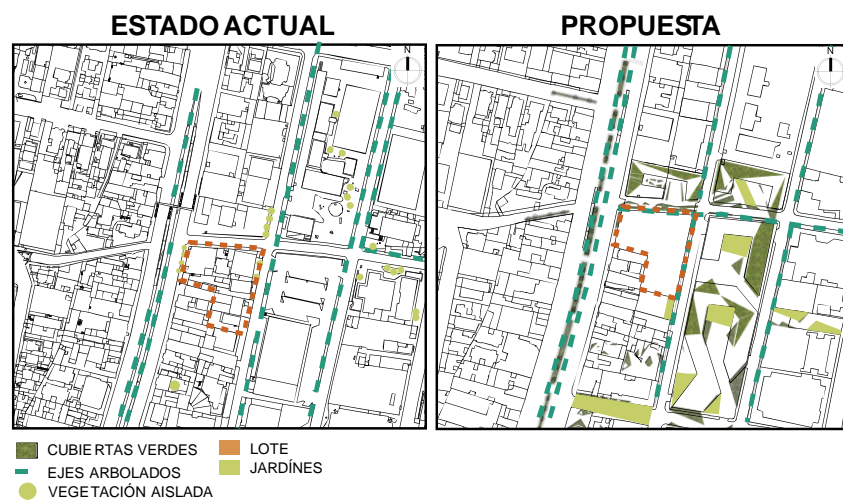 ESTADO ACTUAL
PROPUESTA
N
N
CUBIERTAS VERDES
LOTE
EJES ARBOLADOS
JARDÍNES
VEGETACIÓN AISLADA